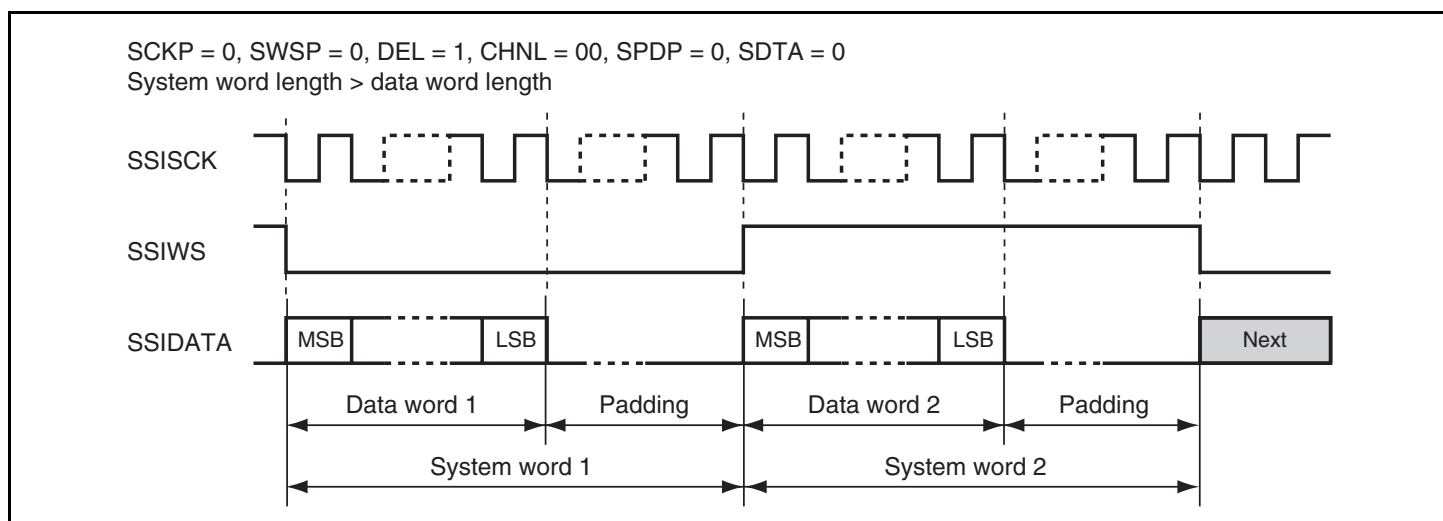 SCKP = 0, SWSP = 0, DEL = 1, CHNL = 00, SPDP = 0, SDTA = 0
System word length > data word length
SSISCK
SSIWS
SSIDATA MSB LSB MSB LSB Next
Data word 1 Padding Data word 2 Padding
System word 1 System word 2